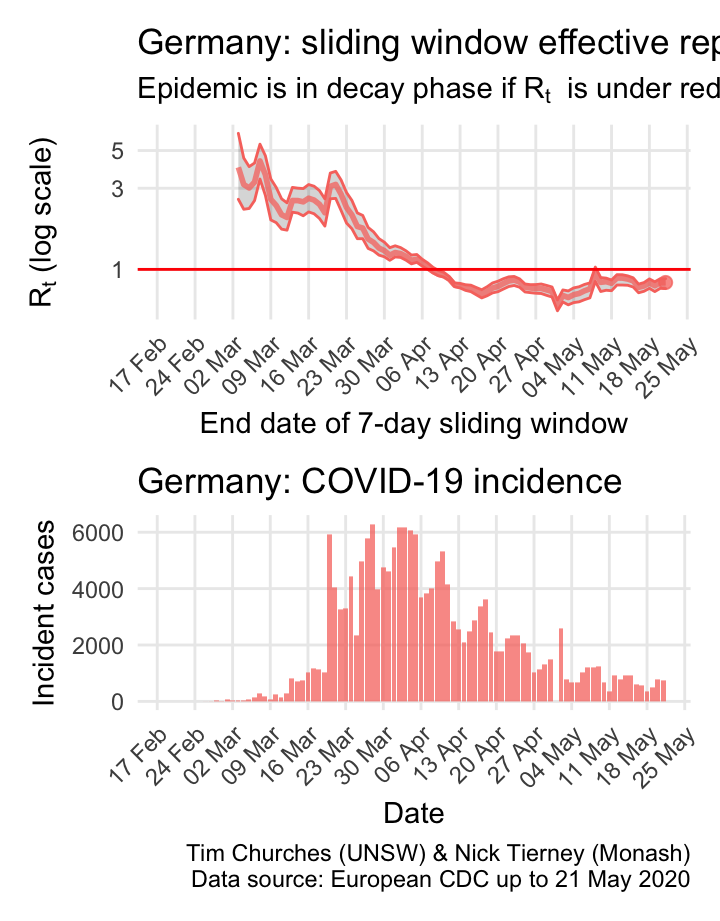 Germany: sliding window effective rep
Epidemic is in decay phase if Rt is under red
Rt (log scale)
5
3
1
17 Feb
24 Feb
02 Mar
09 Mar
16 Mar
23 Mar
30 Mar
06 Apr
13 Apr
20 Apr
27 Apr
04 May
11 May
18 May
25 May
End date of 7-day sliding window
Germany: COVID-19 incidence
Incident cases
6000
4000
2000
0
17 Feb
24 Feb
02 Mar
09 Mar
16 Mar
23 Mar
30 Mar
06 Apr
13 Apr
20 Apr
27 Apr
04 May
11 May
18 May
25 May
Date
Tim Churches (UNSW) & Nick Tierney (Monash)
Data source: European CDC up to 21 May 2020